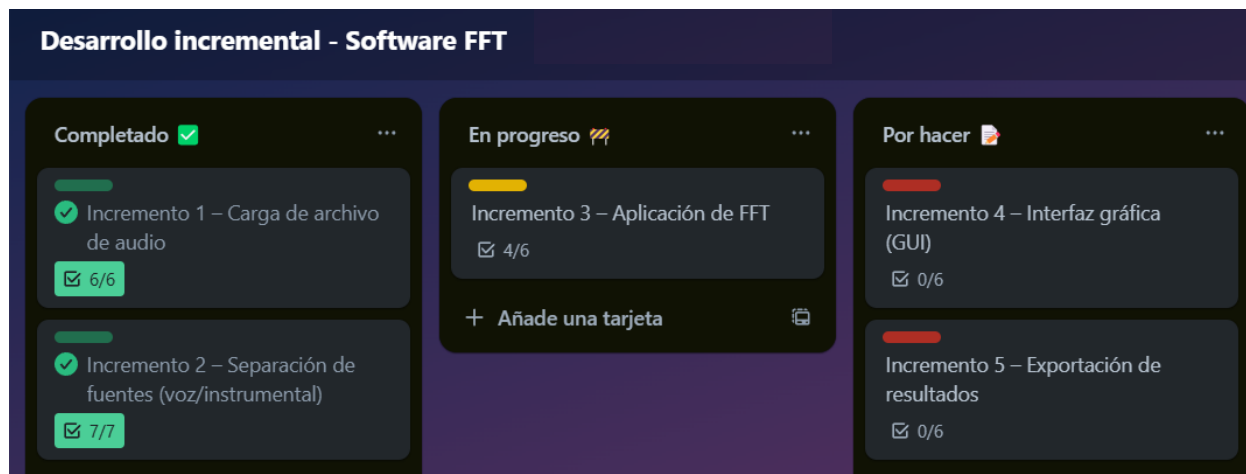 Desarrollo incremental - Software FFT
Completado ✅
Incremento 1 – Carga de archivo
de audio
6/6
Incremento 2 – Separación de
fuentes (voz/instrumental)
7/7
En progreso 🚧
Incremento 3 – Aplicación de FFT
4/6
+ Añade una tarjeta
Por hacer 📝
Incremento 4 – Interfaz gráfica
(GUI)
0/6
Incremento 5 – Exportación de
resultados
0/6